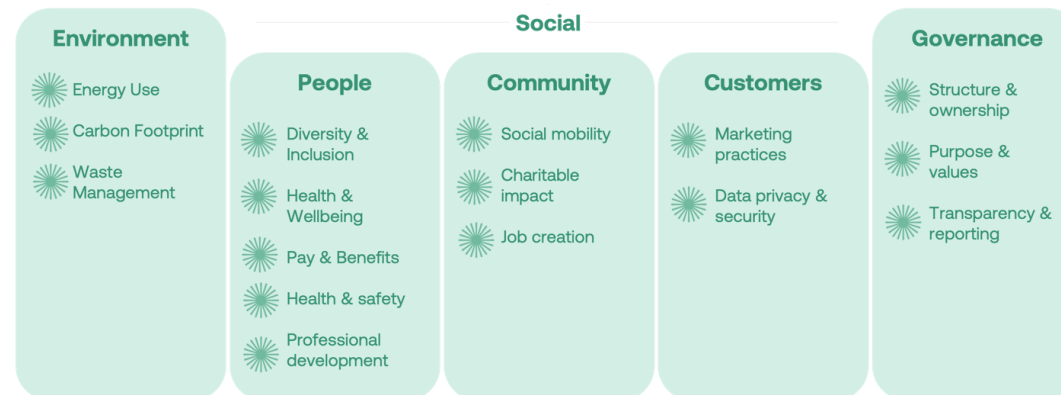 Environment
Energy Use
Carbon Footprint
Waste
Management
Social
People
Diversity &
Inclusion
Health &
Wellbeing
Pay & Benefits
Health & safety
Professional
development
Community
Social mobility
Charitable
impact
Job creation
Customers
Marketing
practices
Data privacy &
security
Governance
Structure &
ownership
Purpose &
values
Transparency &
reporting